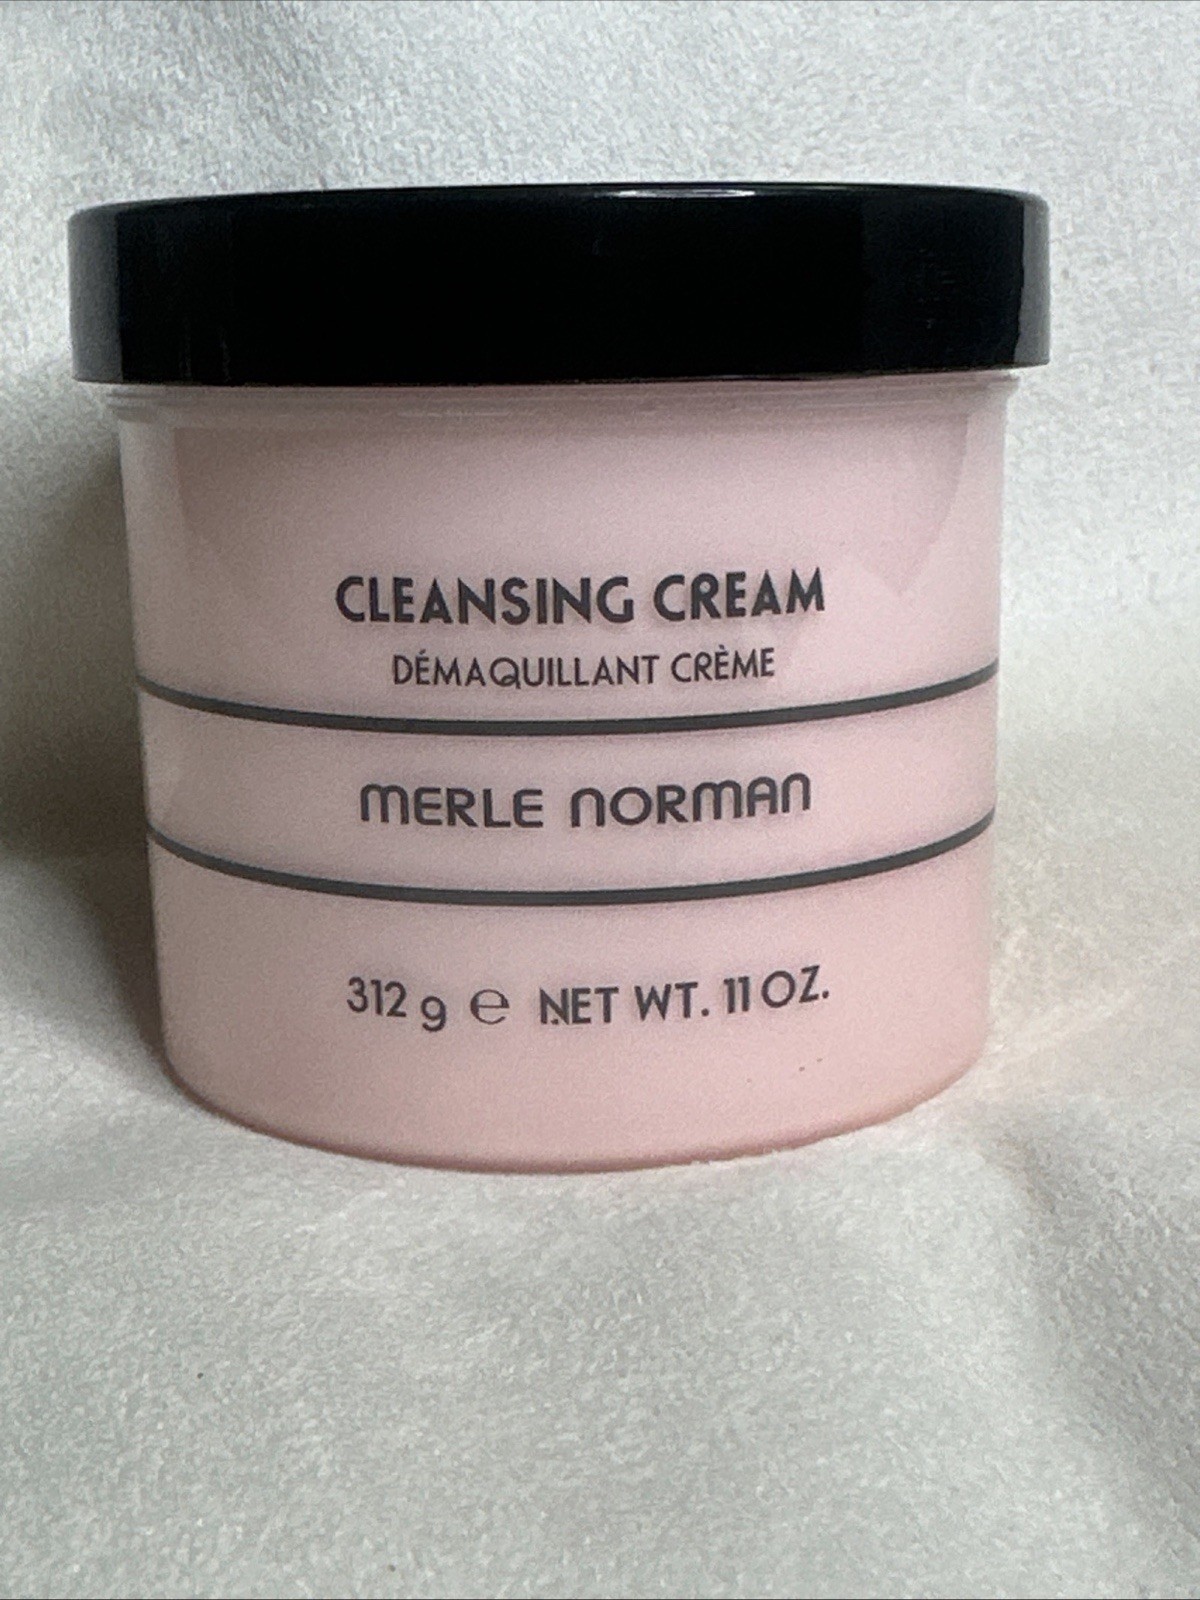 CLEANSING CREAM
DÉMAQUILLANT CRÈME
MERLE NORMAN
312 g ℮ NET WT. 11 OZ.